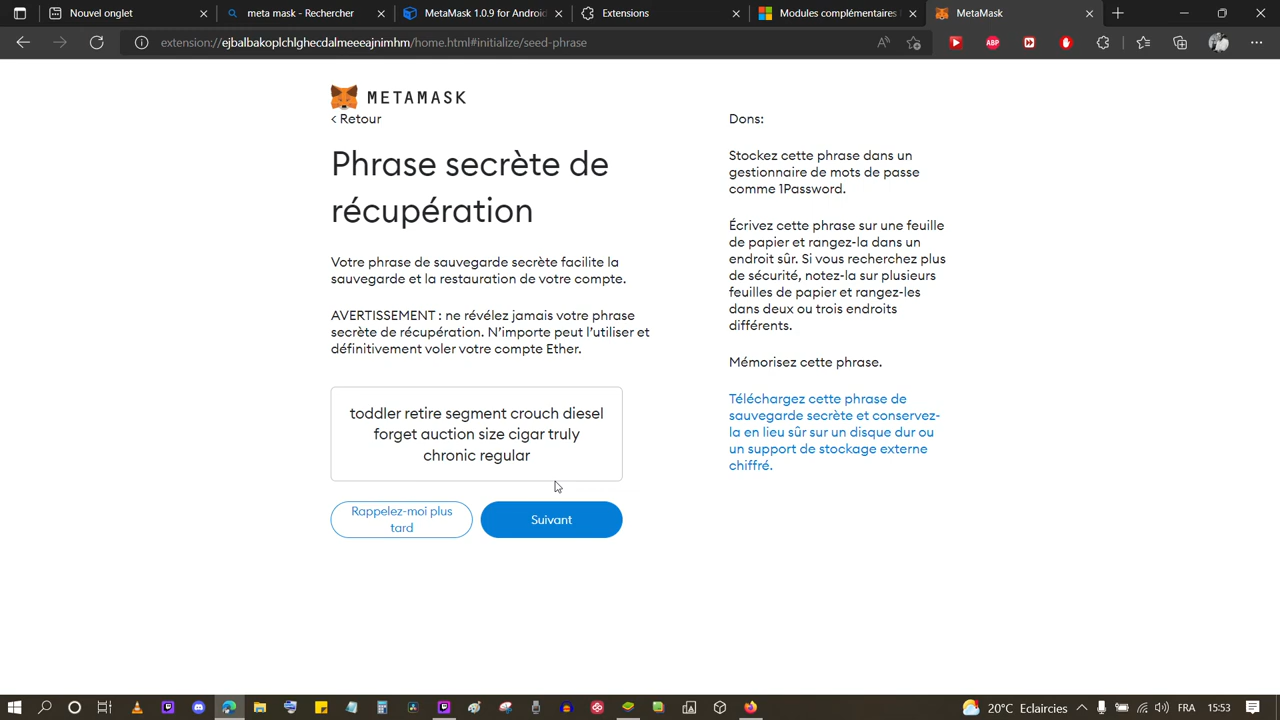 Nouvel onglet
meta mask - Rechercher
MetaMask 1.0.9 for Android
Extensions
Modules complémentaires
MetaMask
extension://ejbalbakoplchlghecdalmeeeajnimhm/home.html#initialize/seed-phrase
ABP
METAMASK
< Retour
Phrase secrète de
récupération
Votre phrase de sauvegarde secrète facilite la
sauvegarde et la restauration de votre compte.
AVERTISSEMENT : ne révélez jamais votre phrase
secrète de récupération. N’importe peut l’utiliser et
définitivement voler votre compte Ether.
toddler retire segment crouch diesel
forget auction size cigar truly
chronic regular
Rappelez-moi plus
tard
Suivant
Dons:
Stockez cette phrase dans un
gestionnaire de mots de passe
comme 1Password.
Écrivez cette phrase sur une feuille
de papier et rangez-la dans un
endroit sûr. Si vous recherchez plus
de sécurité, notez-la sur plusieurs
feuilles de papier et rangez-les
dans deux ou trois endroits
différents.
Mémorisez cette phrase.
Téléchargez cette phrase de
sauvegarde secrète et conservez-
la en lieu sûr sur un disque dur ou
un support de stockage externe
chiffré.
20°C Eclaircies
FRA
15:53